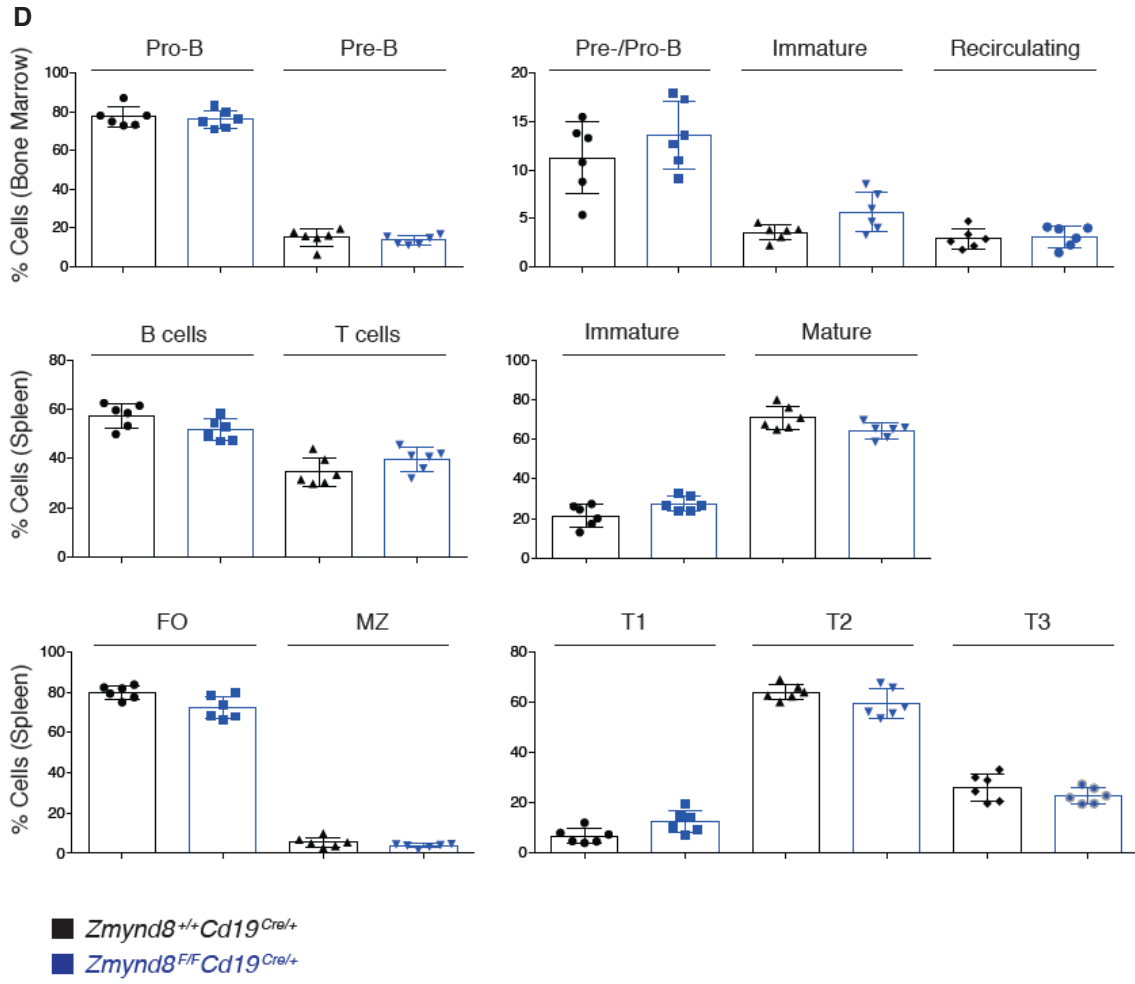 D
Pro-B Pre-B
% Cells (Bone Marrow)
100
80
60
40
20
0
Pre-/Pro-B Immature Recirculating
20
15
10
5
0
B cells T cells
% Cells (Spleen)
80
60
40
20
0
Immature Mature
100
80
60
40
20
0
FO MZ
% Cells (Spleen)
100
80
60
40
20
0
T1 T2 T3
80
60
40
20
0
Zmynd8+/+Cd19Cre/+
Zmynd8F/FCd19Cre/+